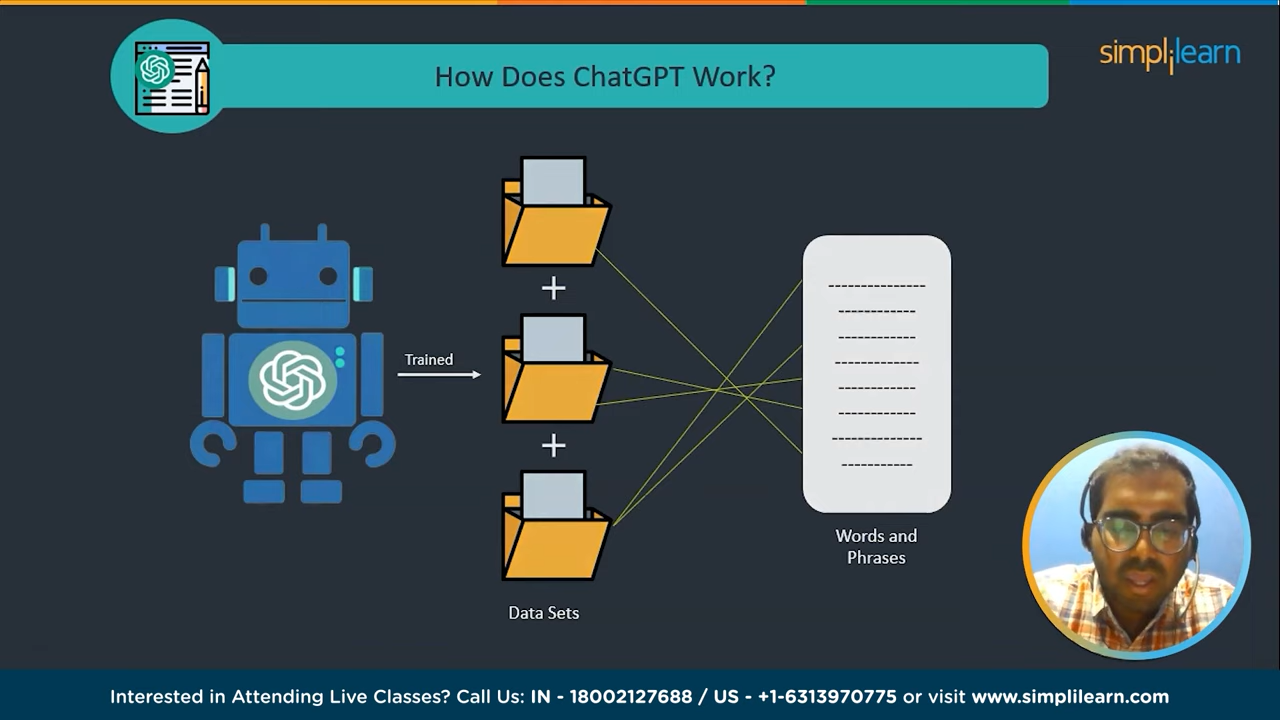 How Does ChatGPT Work?
simplilearn
Trained
Data Sets
Words and
Phrases
Interested in Attending Live Classes? Call Us: IN - 18002127688 / US - +1-6313970775 or visit www.simplilearn.com